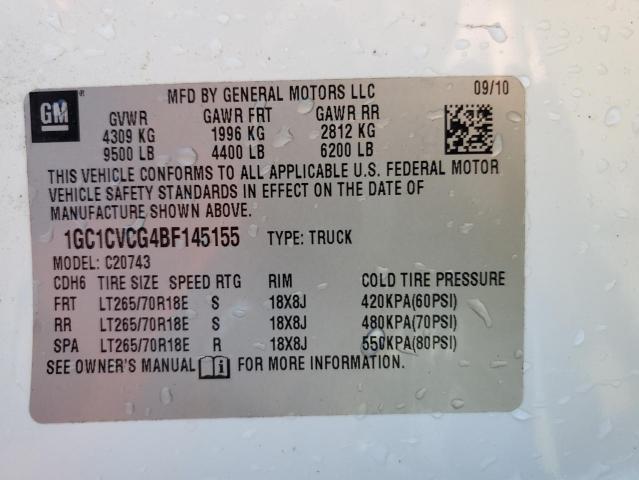 GM®
MFD BY GENERAL MOTORS LLC 09/10
GVWR GAWR FRT GAWR RR
4309 KG 1996 KG 2812 KG
9500 LB 4400 LB 6200 LB
THIS VEHICLE CONFORMS TO ALL APPLICABLE U.S. FEDERAL MOTOR
VEHICLE SAFETY STANDARDS IN EFFECT ON THE DATE OF
MANUFACTURE SHOWN ABOVE.
1GC1CVCG4BF145155 TYPE: TRUCK
MODEL: C20743
CDH6 TIRE SIZE SPEED RTG RIM COLD TIRE PRESSURE
FRT LT265/70R18E S 18X8J 420KPA(60PSI)
RR LT265/70R18E S 18X8J 480KPA(70PSI)
SPA LT265/70R18E R 18X8J 550KPA(80PSI)
SEE OWNER'S MANUAL i FOR MORE INFORMATION.